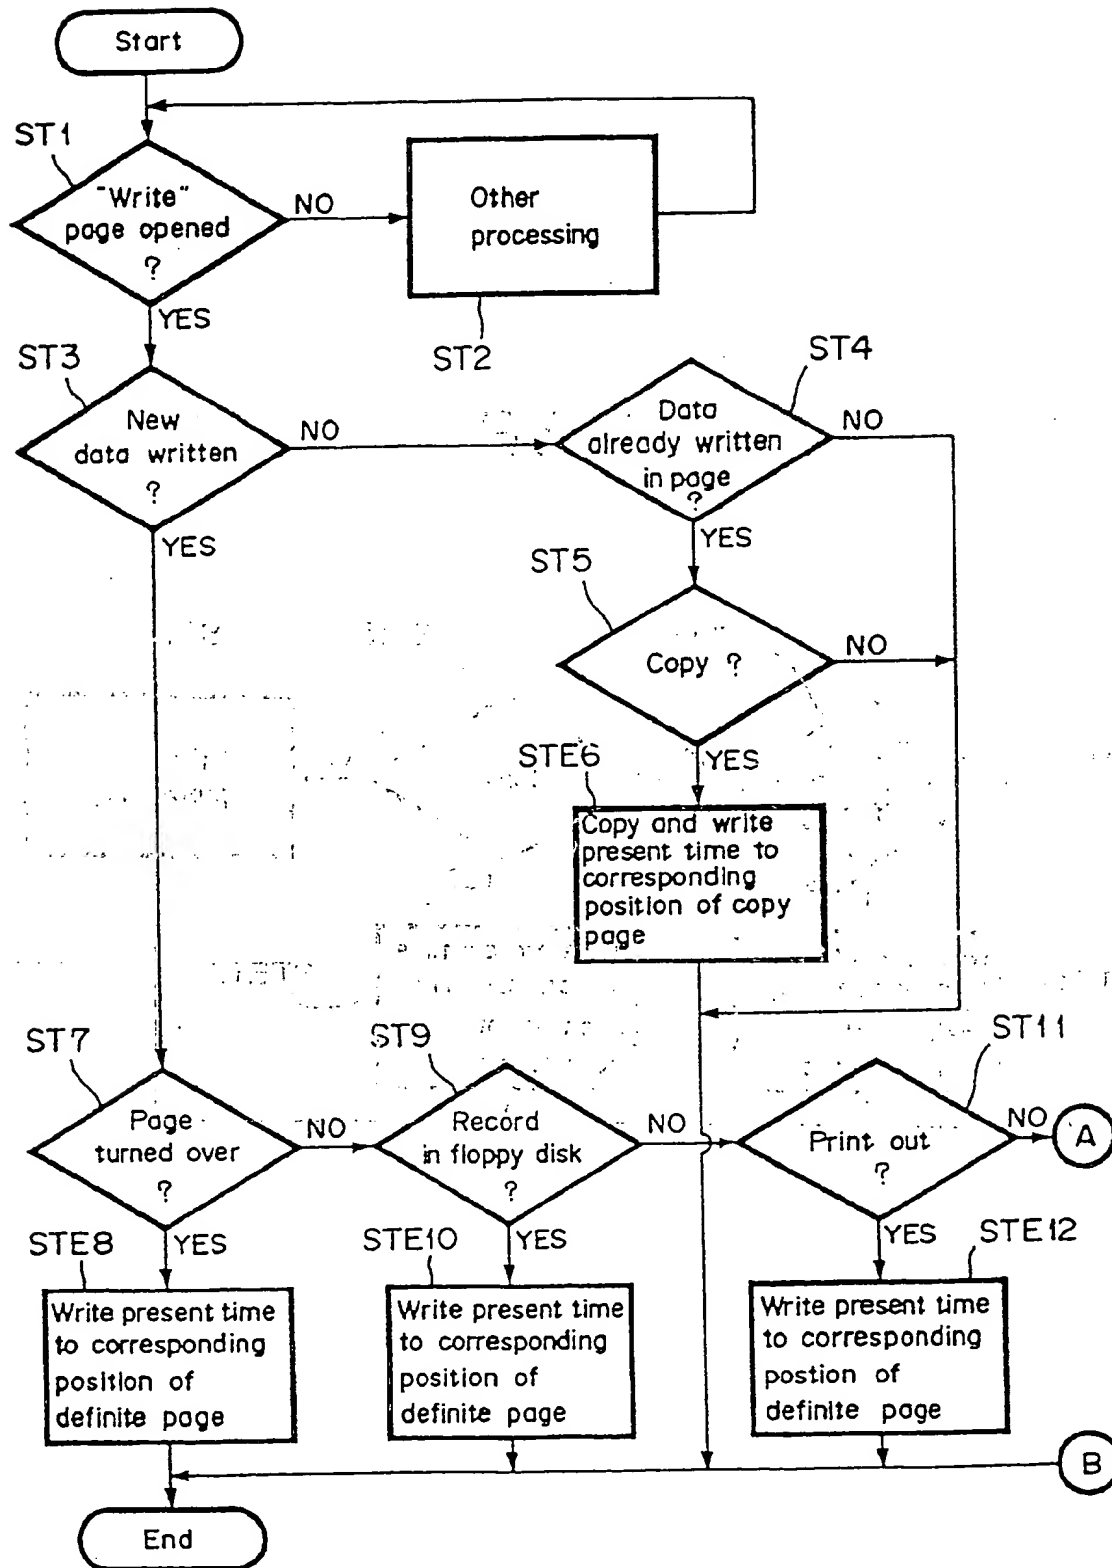 Start
ST1
"Write"
page opened
?
NO
Other
processing
YES
ST2
ST3
New
data written
?
NO
ST4
Data
already written
in page
?
NO
YES
YES
ST5
Copy ?
NO
YES
STE6
Copy and write
present time to
corresponding
position of copy
page
ST7
Page
turned over
?
NO
ST9
Record
in floppy disk
?
NO
ST11
Print out
?
NO
A
STE8
YES
STE10
YES
YES
STE12
Write present time
to corresponding
position of
definite page
Write present time
to corresponding
position of
definite page
Write present time
to corresponding
postion of
definite page
B
End